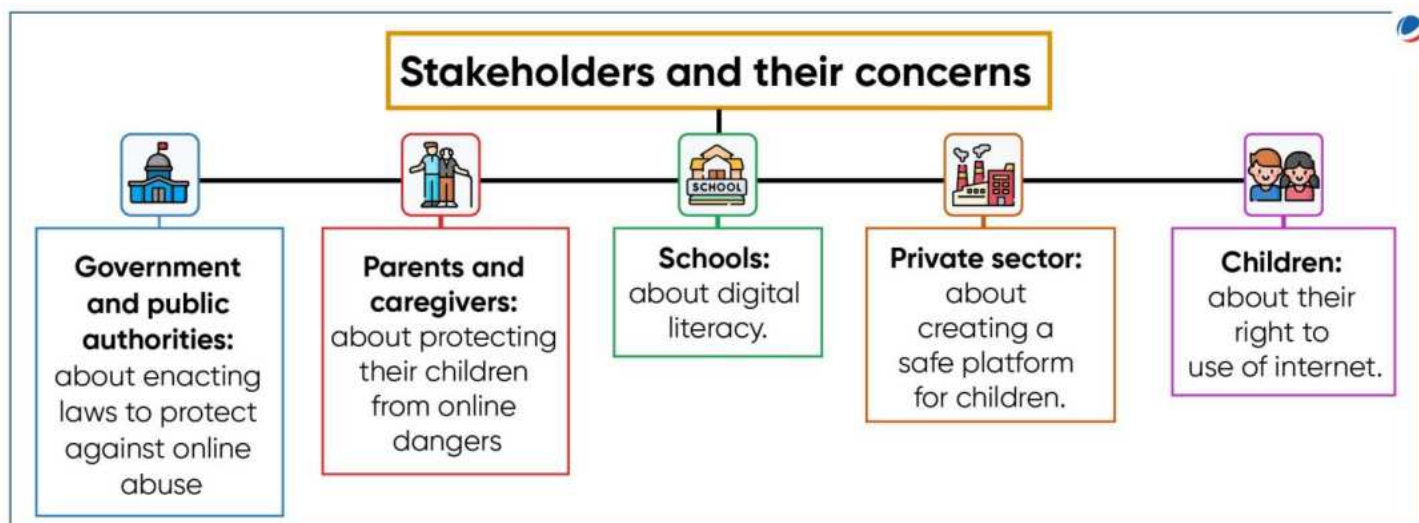 Stakeholders and their concerns
SCHOOL
Government
and public
authorities:
about enacting
laws to protect
against online
abuse
Parents and
caregivers:
about protecting
their children
from online
dangers
Schools:
about digital
literacy.
Private sector:
about
creating a
safe platform
for children.
Children:
about their
right to
use of internet.